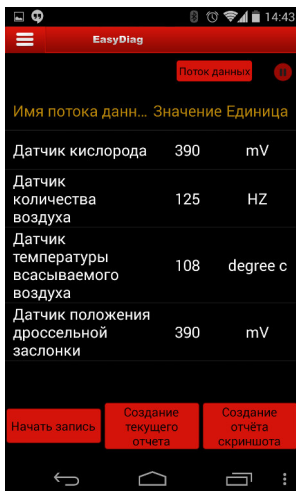 14:43
EasyDiag
Поток данных
Имя потока данн... Значение Единица
Датчик кислорода 390 mV
Датчик
количества
воздуха 125 HZ
Датчик
температуры
всасываемого
воздуха 108 degree c
Датчик положения
дроссельной
заслонки 390 mV
Начать запись
Создание
текущего
отчета
Создание
отчёта
скриншота